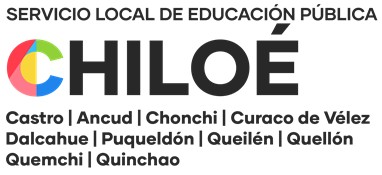 SERVICIO LOCAL DE EDUCACIÓN PÚBLICA
CHILOÉ
Castro | Ancud | Chonchi | Curaco de Vélez
Dalcahue | Puqueldón | Queilén | Quellón
Quemchi | Quinchao